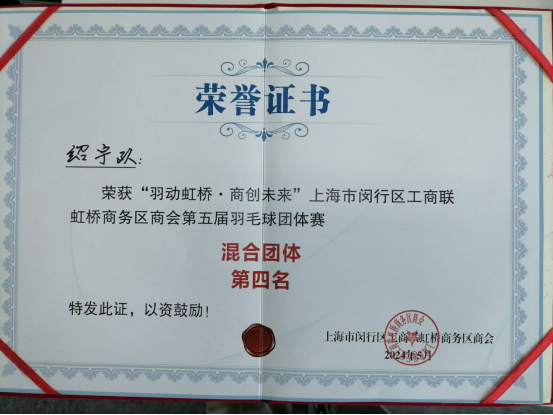 荣誉证书
绍宇玖:
荣获“羽动虹桥·商创未来”上海市闵行区工商联
虹桥商务区商会第五届羽毛球团体赛
混合团体
第四名
特发此证,以资鼓励!
上海市闵行区工商联虹桥商务区商会
2024年5月